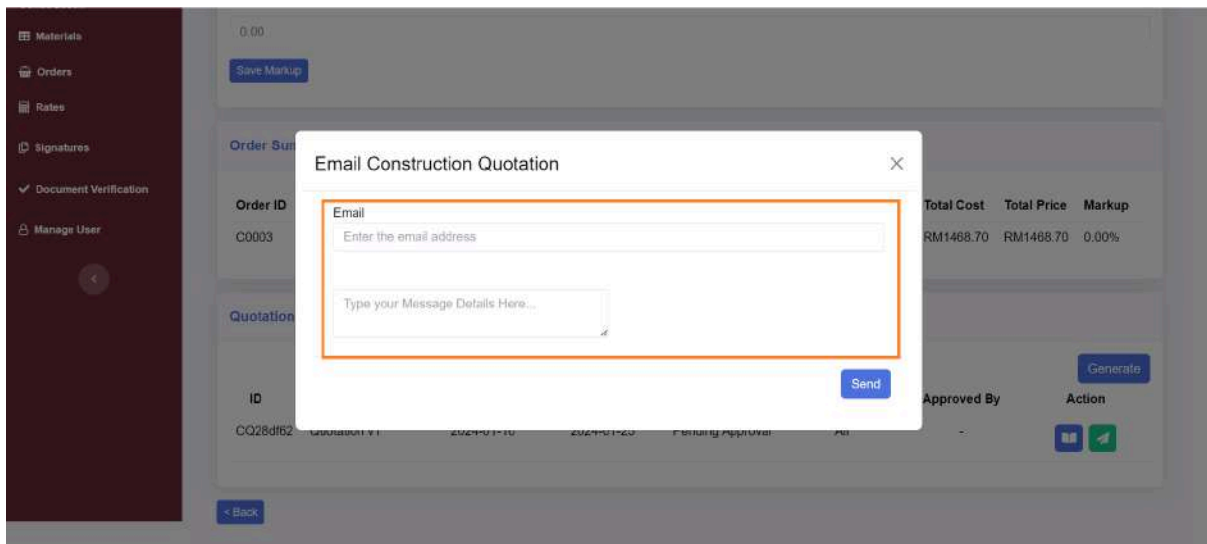 Materials
Orders
Rates
Signatures
Document Verification
Manage User
0.00
Save Markup
Order Sum
Order ID Total Cost Total Price Markup
C0003 RM1468.70 RM1468.70 0.00%
Email Construction Quotation
Email
Enter the email address
Type your Message Details Here...
Send
Quotation
Generate
ID Approved By Action
CQ28df62 Quotation V1 2024-01-16 2024-01-23 Pending Approval -
< Back